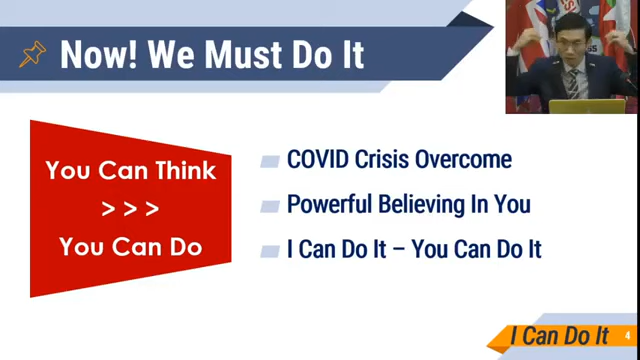 Now! We Must Do It
You Can Think
> > >
You Can Do
COVID Crisis Overcome
Powerful Believing In You
I Can Do It – You Can Do It
I Can Do It
4